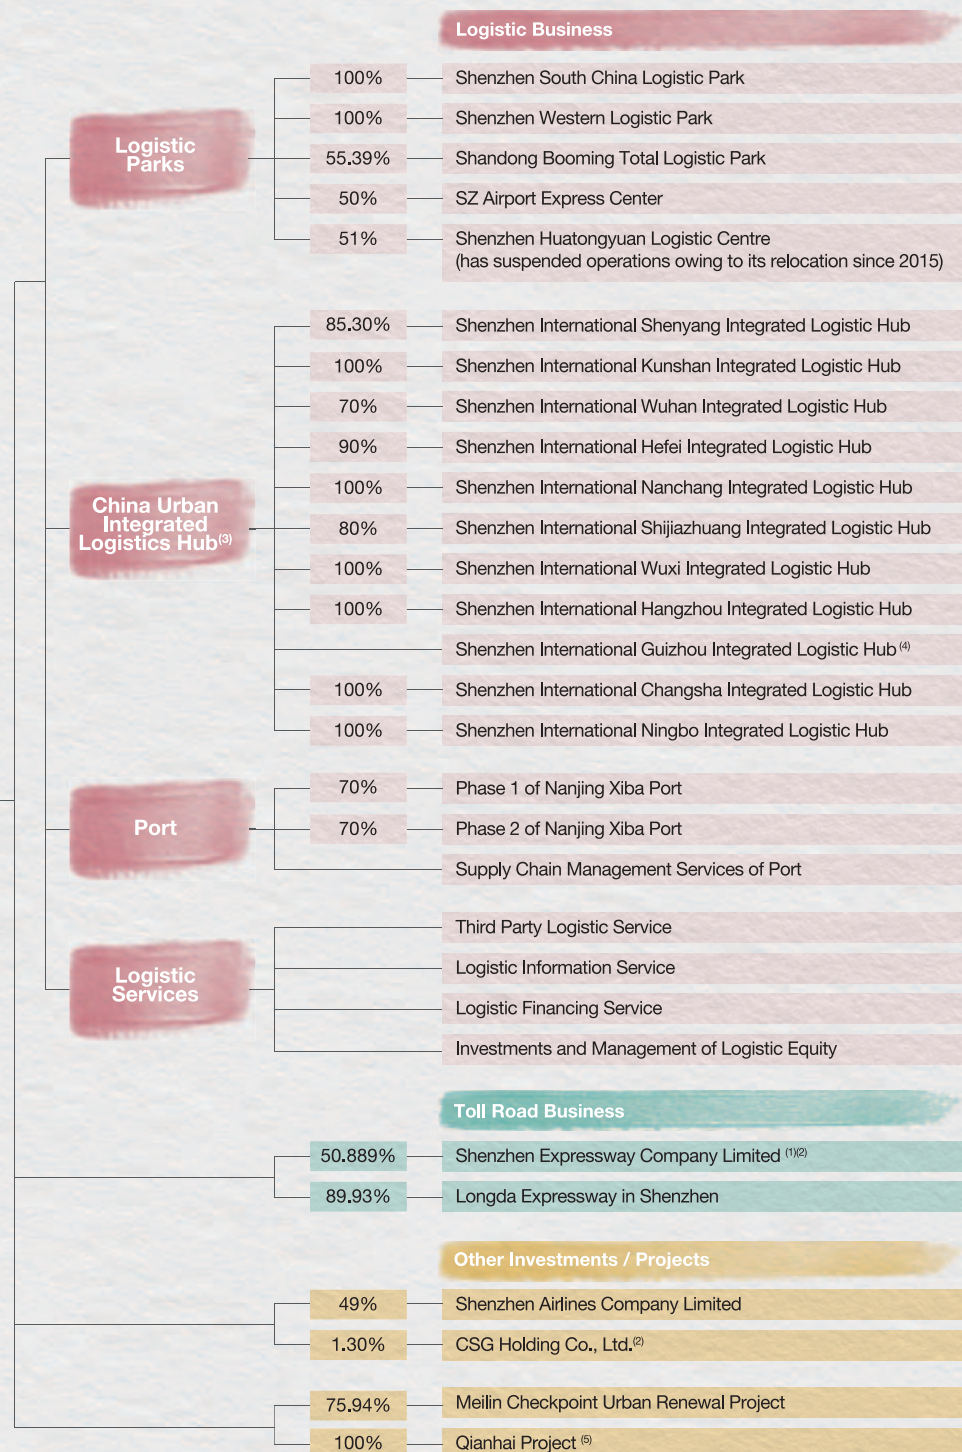 Logistic Business
Logistic
Parks
100% Shenzhen South China Logistic Park
100% Shenzhen Western Logistic Park
55.39% Shandong Booming Total Logistic Park
50% SZ Airport Express Center
51% Shenzhen Huatongyuan Logistic Centre
(has suspended operations owing to its relocation since 2015)
China Urban
Integrated
Logistics Hub(3)
85.30% Shenzhen International Shenyang Integrated Logistic Hub
100% Shenzhen International Kunshan Integrated Logistic Hub
70% Shenzhen International Wuhan Integrated Logistic Hub
90% Shenzhen International Hefei Integrated Logistic Hub
100% Shenzhen International Nanchang Integrated Logistic Hub
80% Shenzhen International Shijiazhuang Integrated Logistic Hub
100% Shenzhen International Wuxi Integrated Logistic Hub
100% Shenzhen International Hangzhou Integrated Logistic Hub
Shenzhen International Guizhou Integrated Logistic Hub (4)
100% Shenzhen International Changsha Integrated Logistic Hub
100% Shenzhen International Ningbo Integrated Logistic Hub
Port
70% Phase 1 of Nanjing Xiba Port
70% Phase 2 of Nanjing Xiba Port
Supply Chain Management Services of Port
Logistic
Services
Third Party Logistic Service
Logistic Information Service
Logistic Financing Service
Investments and Management of Logistic Equity
Toll Road Business
50.889% Shenzhen Expressway Company Limited (1)(2)
89.93% Longda Expressway in Shenzhen
Other Investments / Projects
49% Shenzhen Airlines Company Limited
1.30% CSG Holding Co., Ltd.(2)
75.94% Meilin Checkpoint Urban Renewal Project
100% Qianhai Project (5)